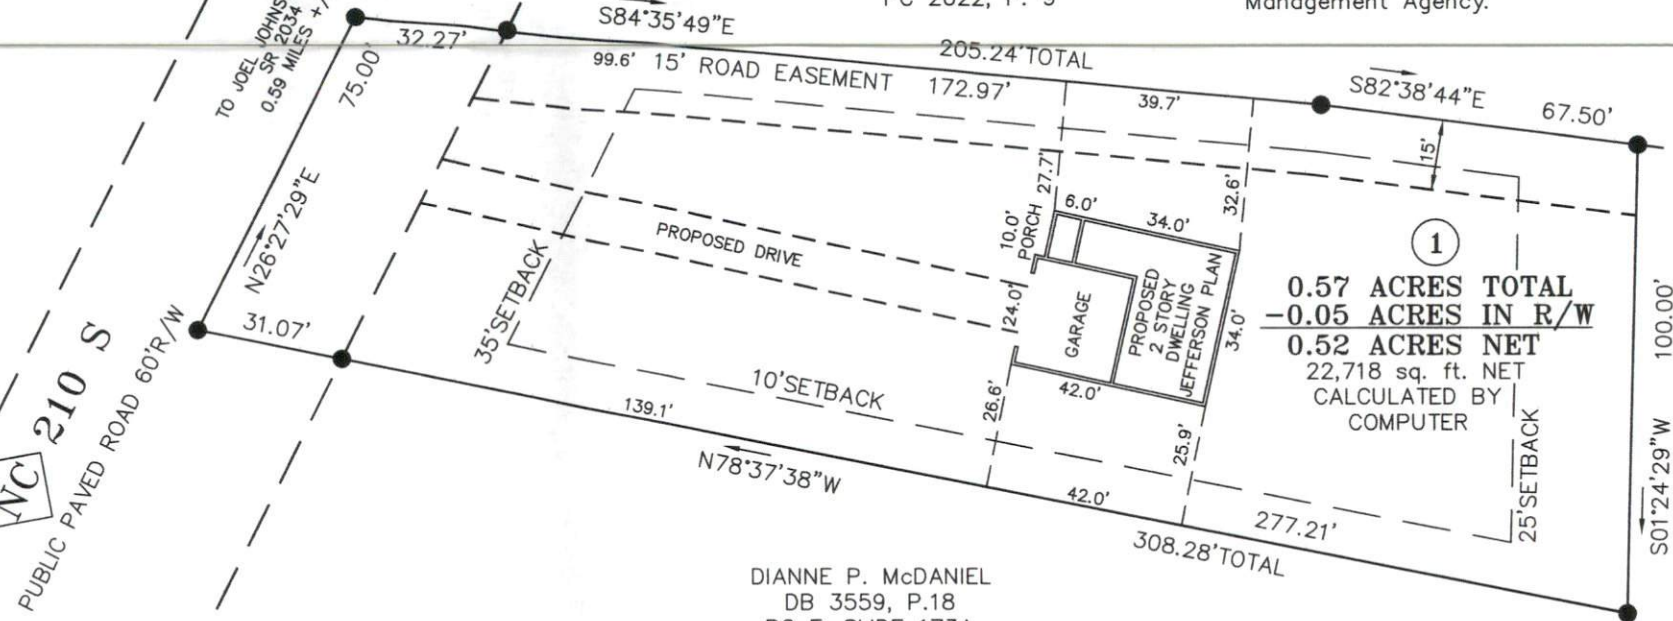 Management Agency.
S84°35'49"E
205.24'TOTAL
S82°38'44"E
67.50'
32.27'
99.6'
15' ROAD EASEMENT
172.97'
39.7'
15'
TO JOEL JOHNS
SR 2034
0.59 MILES +/
75.00'
N26°27'29"E
27.7'
32.6'
6.0'
34.0'
10.0'
PORCH
PROPOSED DRIVE
24.0'
GARAGE
PROPOSED
2 STORY
DWELLING
JEFFERSON PLAN
34.0'
42.0'
1
0.57 ACRES TOTAL
-0.05 ACRES IN R/W
0.52 ACRES NET
22,718 sq. ft. NET
CALCULATED BY
COMPUTER
100.00'
S01°24'29"W
25'SETBACK
31.07'
35'SETBACK
10'SETBACK
139.1'
26.6'
25.9'
N78°37'38"W
42.0'
277.21'
308.28'TOTAL
NC 210 S
PUBLIC PAVED ROAD 60'R/W
DIANNE P. McDANIEL
DB 3559, P.18